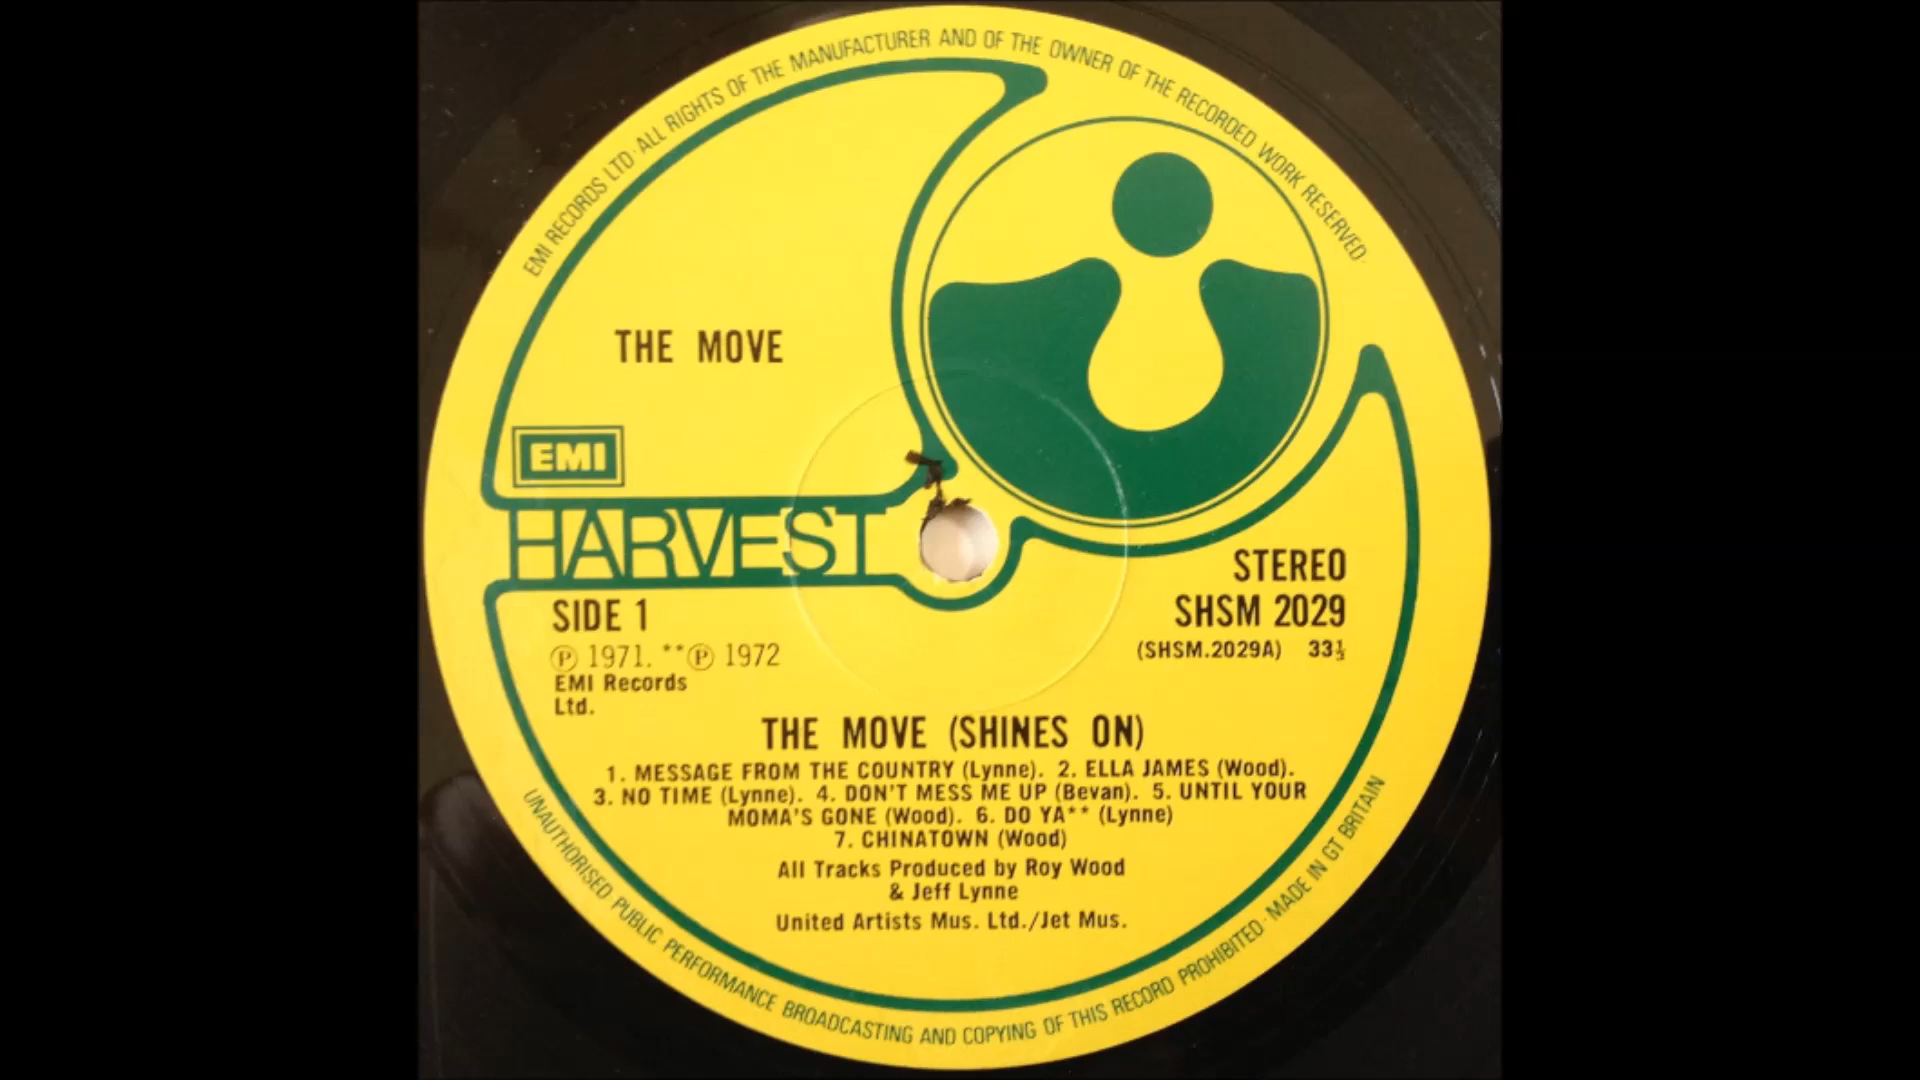 EMI RECORDS LTD·ALL RIGHTS OF THE MANUFACTURER AND OF THE OWNER OF THE RECORDED WORK RESERVED·
THE MOVE
EMI
HARVEST
SIDE 1
Ⓟ 1971. **Ⓟ 1972
EMI Records
Ltd.
STEREO
SHSM 2029
(SHSM.2029A) 33⅓
THE MOVE (SHINES ON)
1. MESSAGE FROM THE COUNTRY (Lynne). 2. ELLA JAMES (Wood).
3. NO TIME (Lynne). 4. DON'T MESS ME UP (Bevan). 5. UNTIL YOUR
MOMA'S GONE (Wood). 6. DO YA** (Lynne)
7. CHINATOWN (Wood)
All Tracks Produced by Roy Wood
& Jeff Lynne
United Artists Mus. Ltd./Jet Mus.
UNAUTHORISED PUBLIC PERFORMANCE BROADCASTING AND COPYING OF THIS RECORD PROHIBITED·MADE IN GT BRITAIN